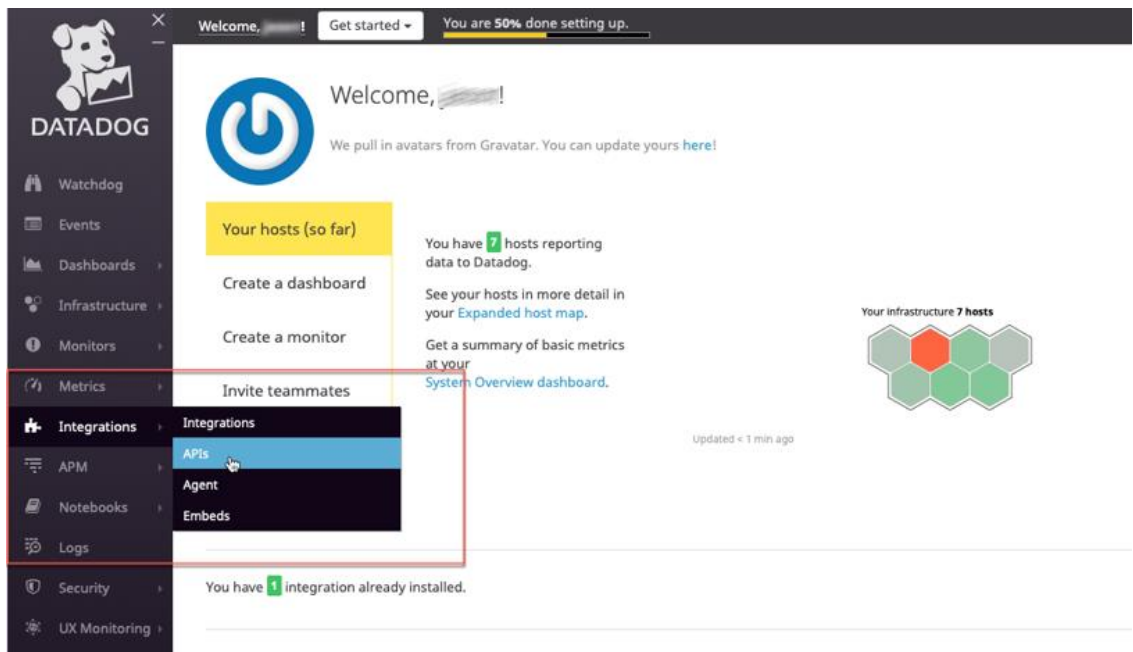 Welcome, !
Get started
You are 50% done setting up.
DATADOG
Watchdog
Events
Dashboards
Infrastructure
Monitors
Metrics
Integrations
APM
Notebooks
Logs
Security
UX Monitoring
Integrations
APIs
Agent
Embeds
Welcome, !
We pull in avatars from Gravatar. You can update yours here!
Your hosts (so far)
Create a dashboard
Create a monitor
Invite teammates
You have 7 hosts reporting
data to Datadog.
See your hosts in more detail in
your Expanded host map.
Get a summary of basic metrics
at your
System Overview dashboard.
Your infrastructure 7 hosts
Updated < 1 min ago
You have 1 integration already installed.